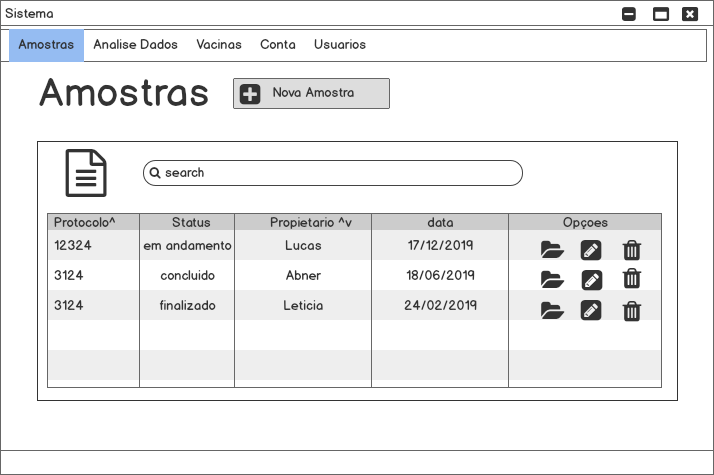 Sistema
Amostras Analise Dados Vacinas Conta Usuarios
Amostras
Nova Amostra
search
Protocolo^ Status Propietario ^v data Opçoes
12324 em andamento Lucas 17/12/2019
3124 concluido Abner 18/06/2019
3124 finalizado Leticia 24/02/2019